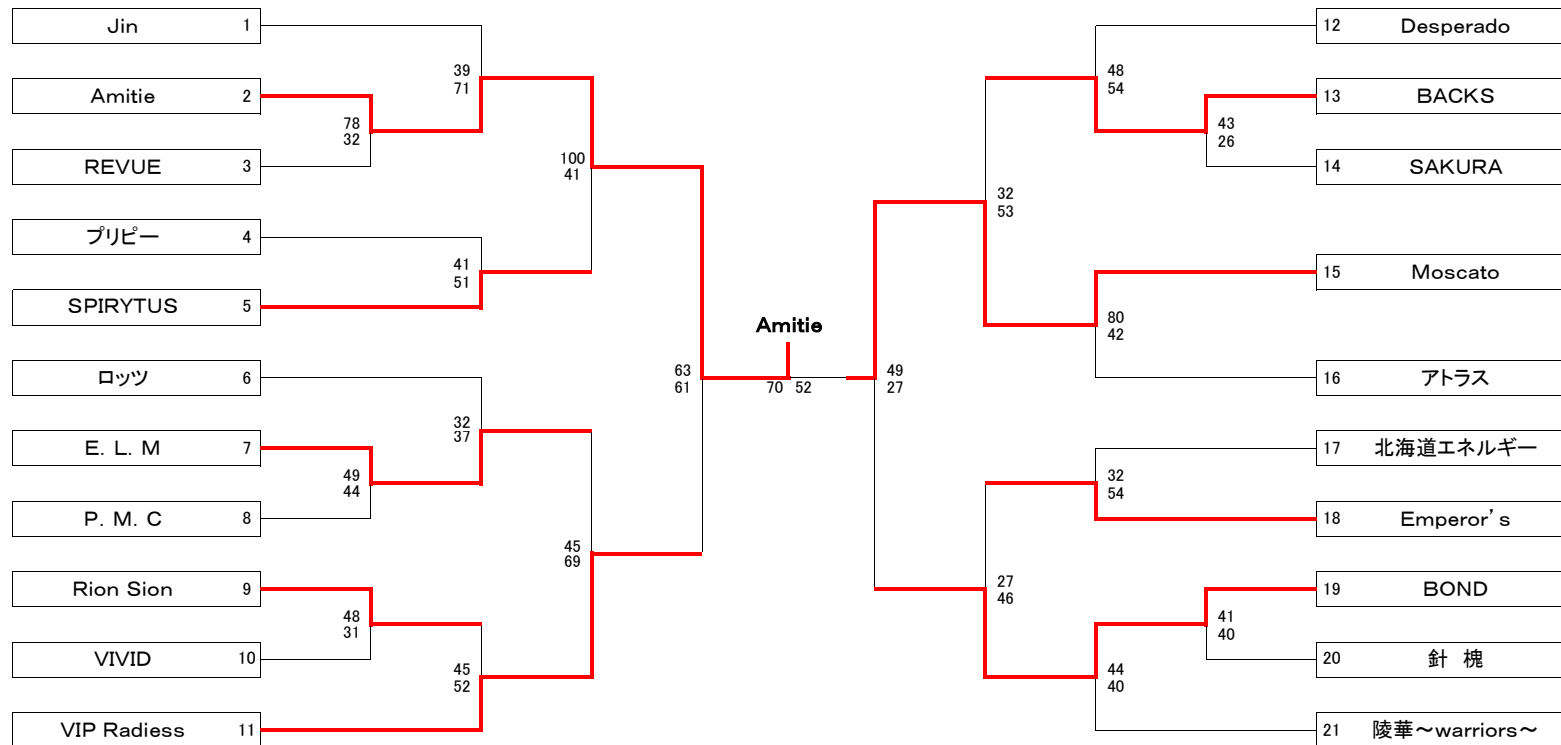 Jin 1
Amitie 2
REVUE 3
プリピー 4
SPIRYTUS 5
ロッツ 6
E. L. M 7
P. M. C 8
Rion Sion 9
VIVID 10
VIP Radiess 11
78
32
49
44
48
31
39
71
41
51
32
37
45
52
100
41
45
69
63
61
Amitie
70 52
49
27
32
53
27
46
48
54
80
42
32
54
44
40
43
26
41
40
12 Desperado
13 BACKS
14 SAKURA
15 Moscato
16 アトラス
17 北海道エネルギー
18 Emperor's
19 BOND
20 針 槐
21 陵華～warriors～